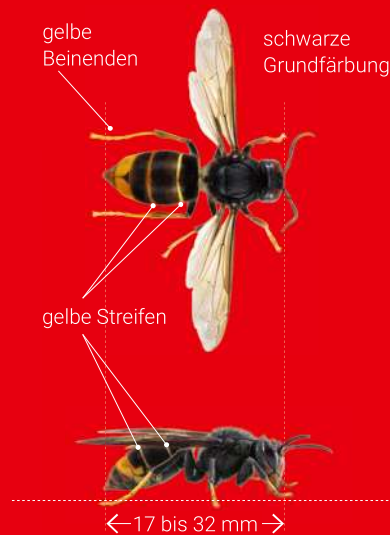 gelbe
Beinenden
schwarze
Grundfärbung
gelbe Streifen
17 bis 32 mm